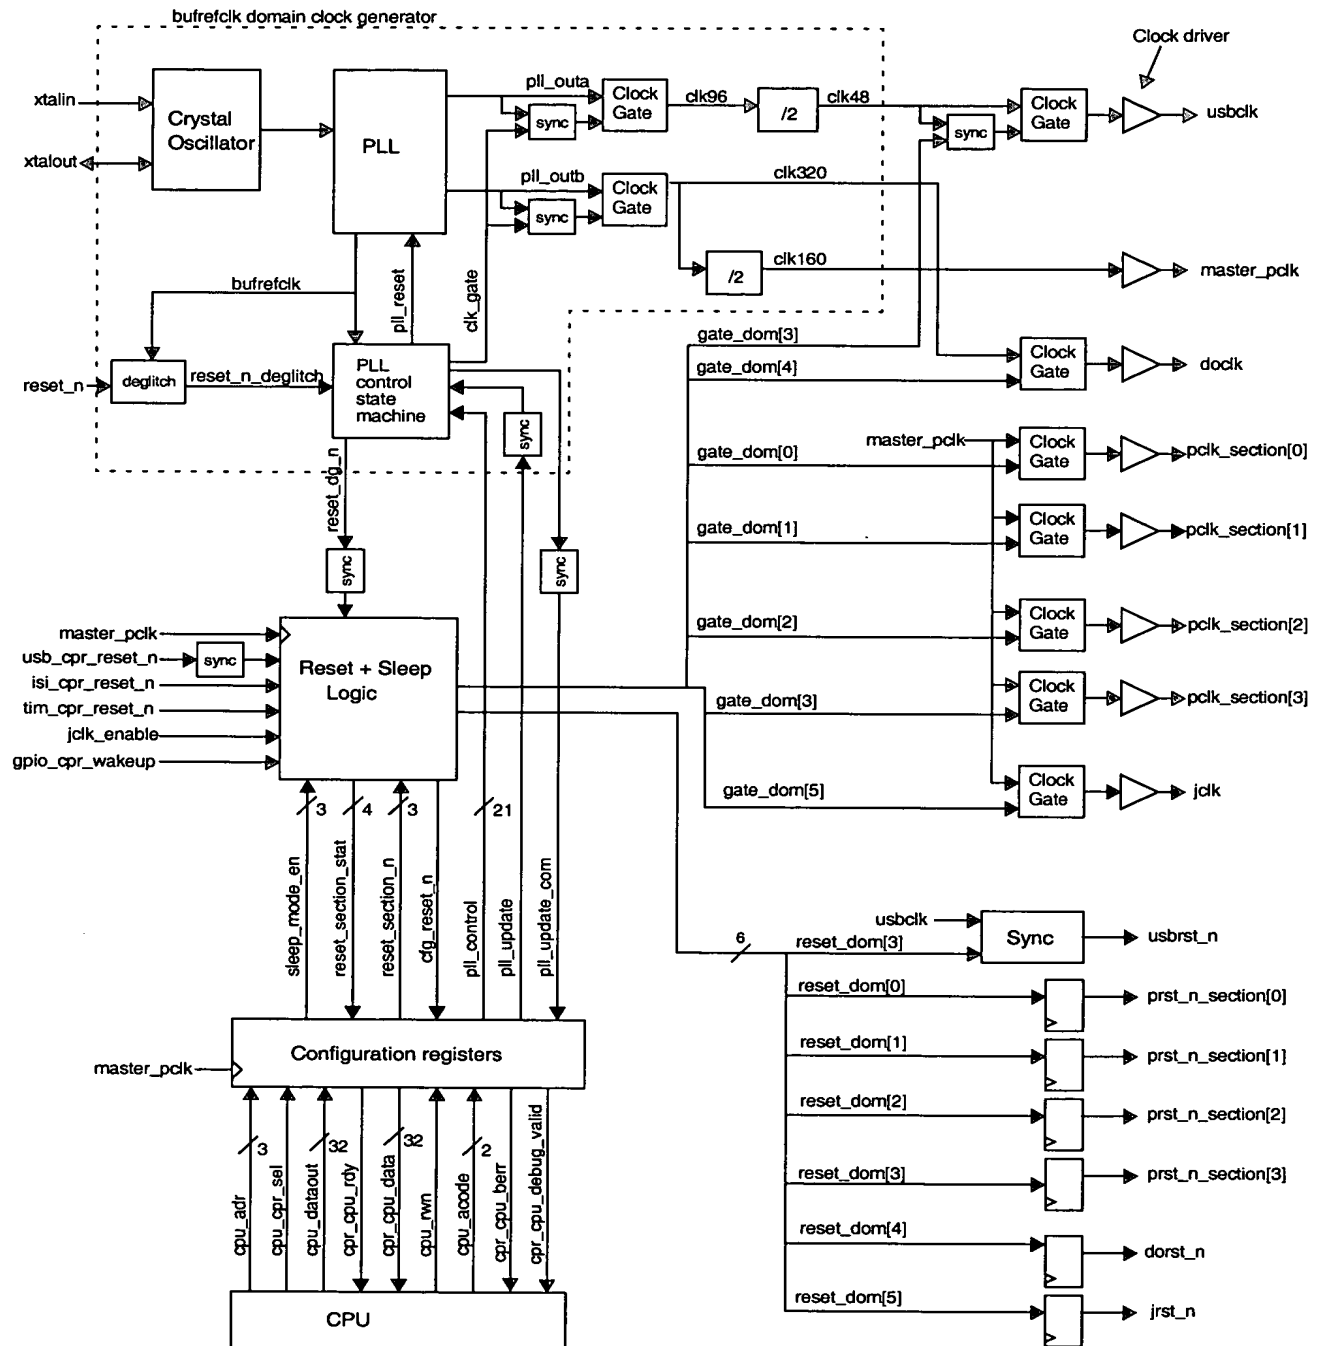 bufrefclk domain clock generator
Clock driver
xtalin
xtalout
Crystal
Oscillator
PLL
pll_outa
sync
Clock
Gate
clk96
/2
clk48
sync
Clock
Gate
usbclk
pll_outb
sync
Clock
Gate
clk320
/2
clk160
master_pclk
bufrefclk
pll_reset
clk_gate
reset_n
deglitch
reset_n_deglitch
PLL
control
state
machine
sync
gate_dom[3]
gate_dom[4]
Clock
Gate
doclk
master_pclk
gate_dom[0]
Clock
Gate
pclk_section[0]
gate_dom[1]
Clock
Gate
pclk_section[1]
gate_dom[2]
Clock
Gate
pclk_section[2]
gate_dom[3]
Clock
Gate
pclk_section[3]
gate_dom[5]
Clock
Gate
jclk
reset_dg_n
sync
sync
master_pclk
usb_cpr_reset_n
sync
isi_cpr_reset_n
tim_cpr_reset_n
jclk_enable
gpio_cpr_wakeup
Reset + Sleep
Logic
3
4
3
21
sleep_mode_en
reset_section_stat
reset_section_n
cfg_reset_n
pll_control
pll_update
pll_update_com
6
usbclk
reset_dom[3]
Sync
usbrst_n
reset_dom[0]
prst_n_section[0]
reset_dom[1]
prst_n_section[1]
reset_dom[2]
prst_n_section[2]
reset_dom[3]
prst_n_section[3]
reset_dom[4]
dorst_n
reset_dom[5]
jrst_n
Configuration registers
master_pclk
3
32
32
2
cpu_adr
cpu_cpr_sel
cpu_dataout
cpr_cpu_rdy
cpr_cpu_data
cpu_rwn
cpu_acode
cpr_cpu_berr
cpr_cpu_debug_valid
CPU